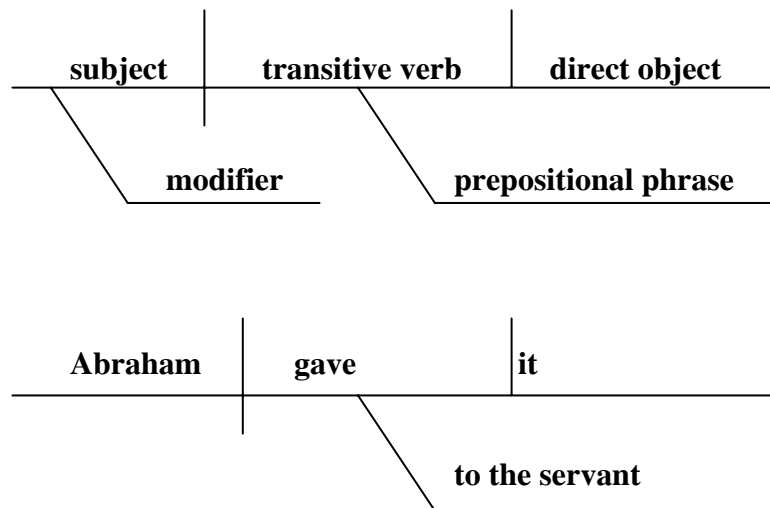 subject transitive verb direct object
modifier prepositional phrase
Abraham gave it
to the servant